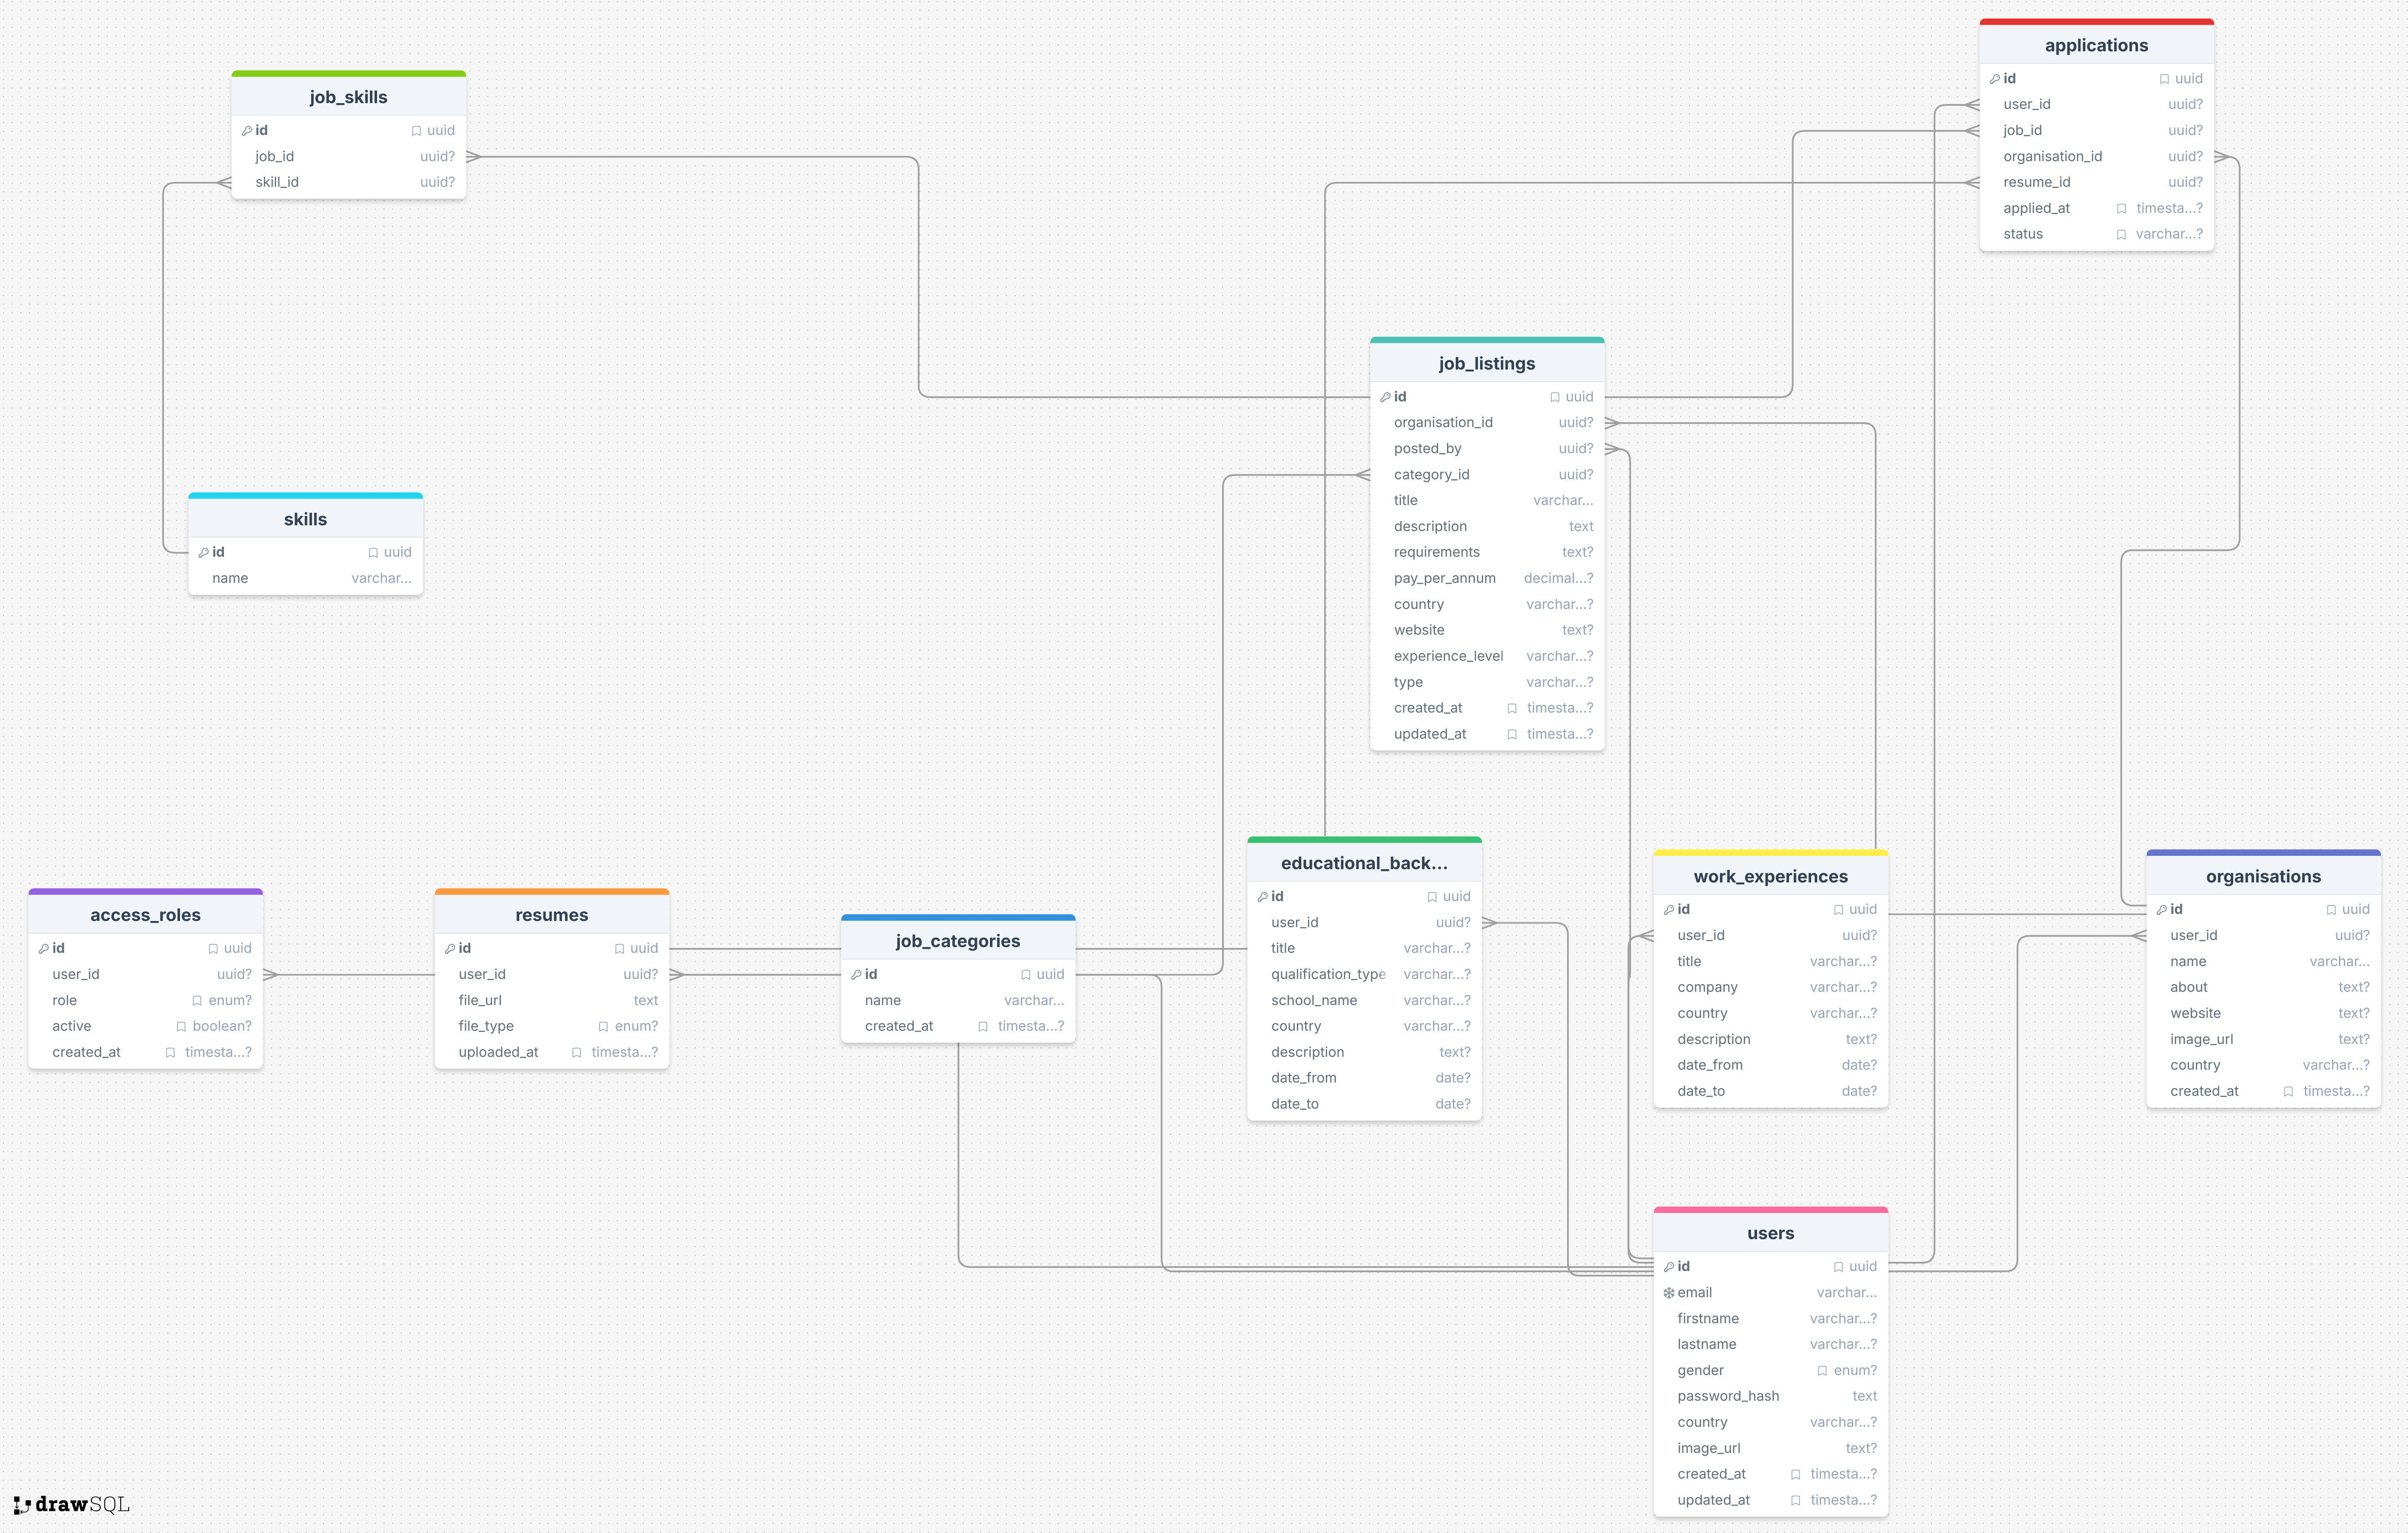 applications
id uuid
user_id uuid?
job_id uuid?
organisation_id uuid?
resume_id uuid?
applied_at timesta...?
status varchar...?
job_skills
id uuid
job_id uuid?
skill_id uuid?
job_listings
id uuid
organisation_id uuid?
posted_by uuid?
category_id uuid?
title varchar...
description text
requirements text?
pay_per_annum decimal...?
country varchar...?
website text?
experience_level varchar...?
type varchar...?
created_at timesta...?
updated_at timesta...?
skills
id uuid
name varchar...
access_roles
id uuid
user_id uuid?
role enum?
active boolean?
created_at timesta...?
resumes
id uuid
user_id uuid?
file_url text
file_type enum?
uploaded_at timesta...?
job_categories
id uuid
name varchar...
created_at timesta...?
educational_back...
id uuid
user_id uuid?
title varchar...?
qualification_type varchar...?
school_name varchar...?
country varchar...?
description text?
date_from date?
date_to date?
work_experiences
id uuid
user_id uuid?
title varchar...?
company varchar...?
country varchar...?
description text?
date_from date?
date_to date?
organisations
id uuid
user_id uuid?
name varchar...
about text?
website text?
image_url text?
country varchar...?
created_at timesta...?
users
id uuid
email varchar...
firstname varchar...?
lastname varchar...?
gender enum?
password_hash text
country varchar...?
image_url text?
created_at timesta...?
updated_at timesta...?
drawSQL